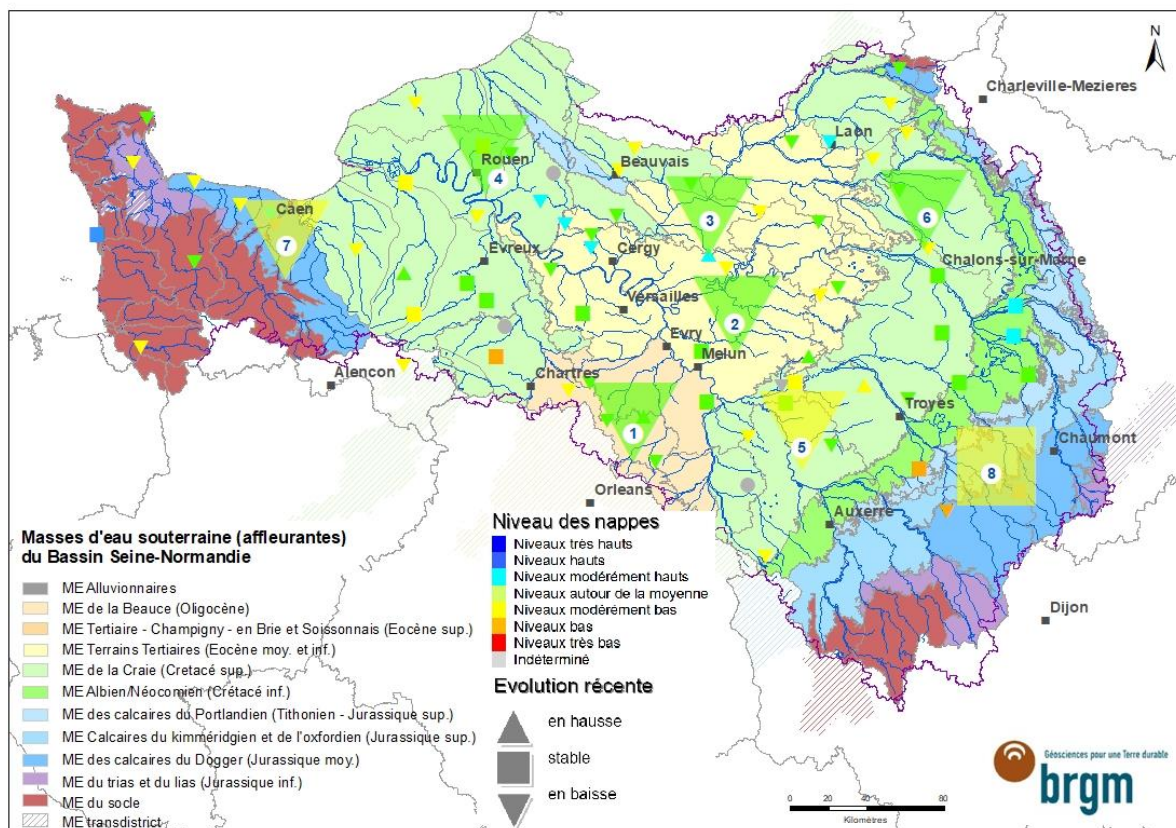 N
Charleville-Mezieres
Laon
Rouen
4
Beauvais
3
6
Caen
7
Evreux
Cergy
Chalons-sur-Marne
Versailles
2
Evry
Melun
Alençon
Chartres
1
5
Troyes
Chaumont
8
Orleans
Auxerre
Dijon
Masses d'eau souterraine (affleurantes)
du Bassin Seine-Normandie
ME Alluvionnaires
ME de la Beauce (Oligocène)
ME Tertiaire - Champigny - en Brie et Soissonnais (Eocène sup.)
ME Terrains Tertiaires (Eocène moy. et inf.)
ME de la Craie (Cretacé sup.)
ME Albien/Néocomien (Crétacé inf.)
ME des calcaires du Portlandien (Tithonien - Jurassique sup.)
ME Calcaires du kimméridgien et de l'oxfordien (Jurassique sup.)
ME des calcaires du Dogger (Jurassique moy.)
ME du trias et du lias (Jurassique inf.)
ME du socle
ME transdistrict
Niveau des nappes
Niveaux très hauts
Niveaux hauts
Niveaux modérément hauts
Niveaux autour de la moyenne
Niveaux modérément bas
Niveaux bas
Niveaux très bas
Indéterminé
Evolution récente
en hausse
stable
en baisse
0 20 40 60 80
Kilomètres
Géosciences pour une Terre durable
brgm